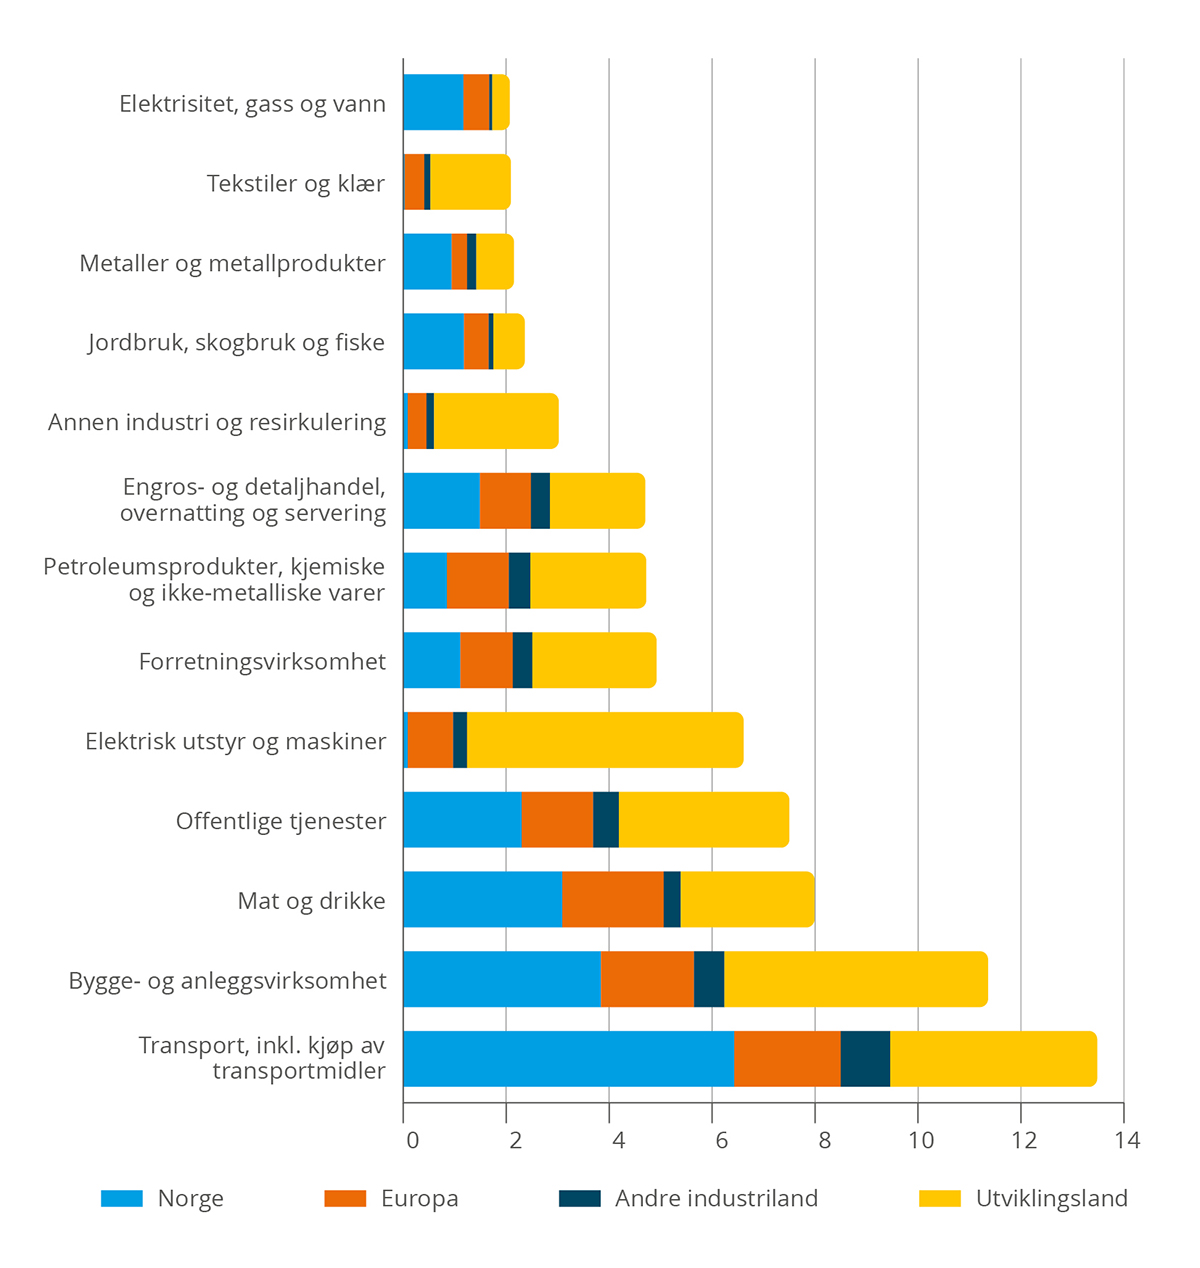 Elektrisitet, gass og vann
Tekstiler og klær
Metaller og metallprodukter
Jordbruk, skogbruk og fiske
Annen industri og resirkulering
Engros- og detaljhandel,
overnatting og servering
Petroleumsprodukter, kjemiske
og ikke-metalliske varer
Forretningsvirksomhet
Elektrisk utstyr og maskiner
Offentlige tjenester
Mat og drikke
Bygge- og anleggsvirksomhet
Transport, inkl. kjøp av
transportmidler
0 2 4 6 8 10 12 14
Norge Europa Andre industriland Utviklingsland